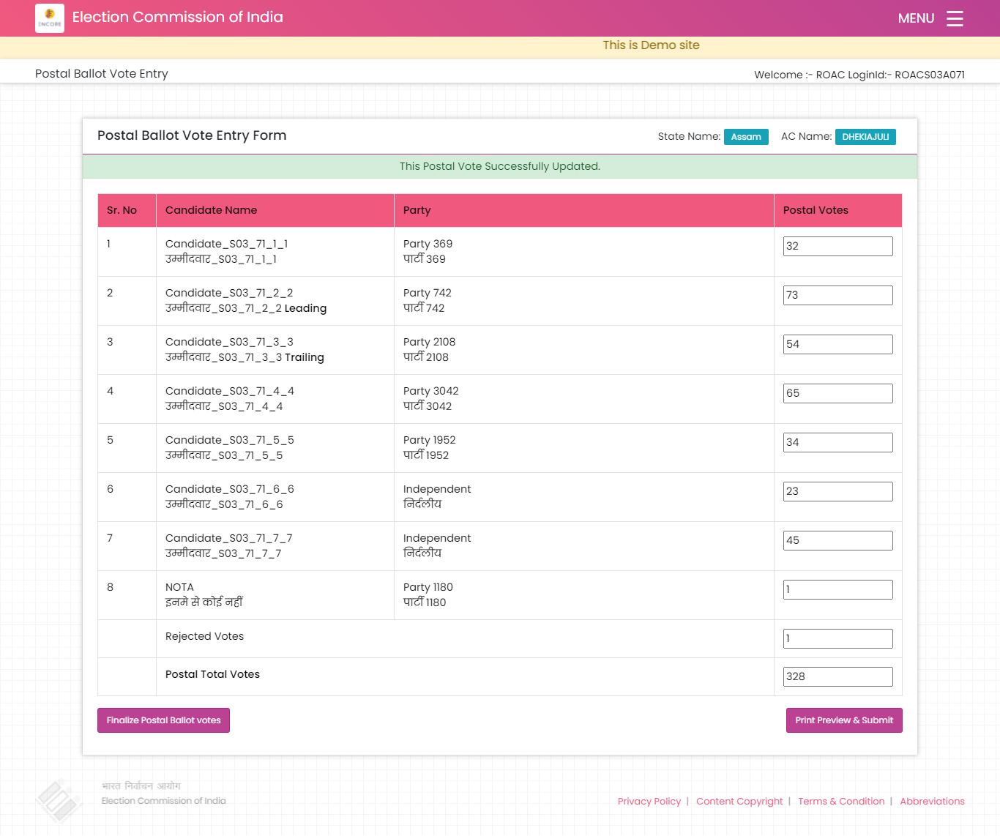 ENCORE
Election Commission of India
MENU
This is Demo site
Postal Ballot Vote Entry
Welcome :- ROAC LoginId:- ROACS03A071
Postal Ballot Vote Entry Form
State Name: Assam AC Name: DHEKIAJULI
This Postal Vote Successfully Updated.
Sr. No Candidate Name Party Postal Votes
1 Candidate_S03_71_1_1 Party 369 32
उम्मीदवार_S03_71_1_1 पार्टी 369
2 Candidate_S03_71_2_2 Party 742 73
उम्मीदवार_S03_71_2_2 Leading पार्टी 742
3 Candidate_S03_71_3_3 Party 2108 54
उम्मीदवार_S03_71_3_3 Trailing पार्टी 2108
4 Candidate_S03_71_4_4 Party 3042 65
उम्मीदवार_S03_71_4_4 पार्टी 3042
5 Candidate_S03_71_5_5 Party 1952 34
उम्मीदवार_S03_71_5_5 पार्टी 1952
6 Candidate_S03_71_6_6 Independent 23
उम्मीदवार_S03_71_6_6 निर्दलीय
7 Candidate_S03_71_7_7 Independent 45
उम्मीदवार_S03_71_7_7 निर्दलीय
8 NOTA Party 1180 1
इनमे से कोई नहीं पार्टी 1180
Rejected Votes 1
Postal Total Votes 328
Finalize Postal Ballot votes
Print Preview & Submit
भारत निर्वाचन आयोग
Election Commission of India
Privacy Policy | Content Copyright | Terms & Condition | Abbreviations